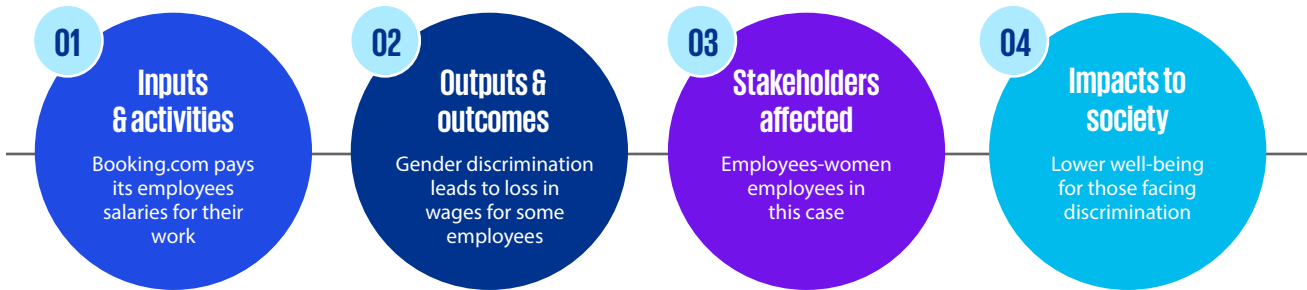 01
Inputs
& activities
Booking.com pays
its employees
salaries for their
work
02
Outputs &
outcomes
Gender discrimination
leads to loss in
wages for some
employees
03
Stakeholders
affected
Employees-women
employees in
this case
04
Impacts to
society
Lower well-being
for those facing
discrimination